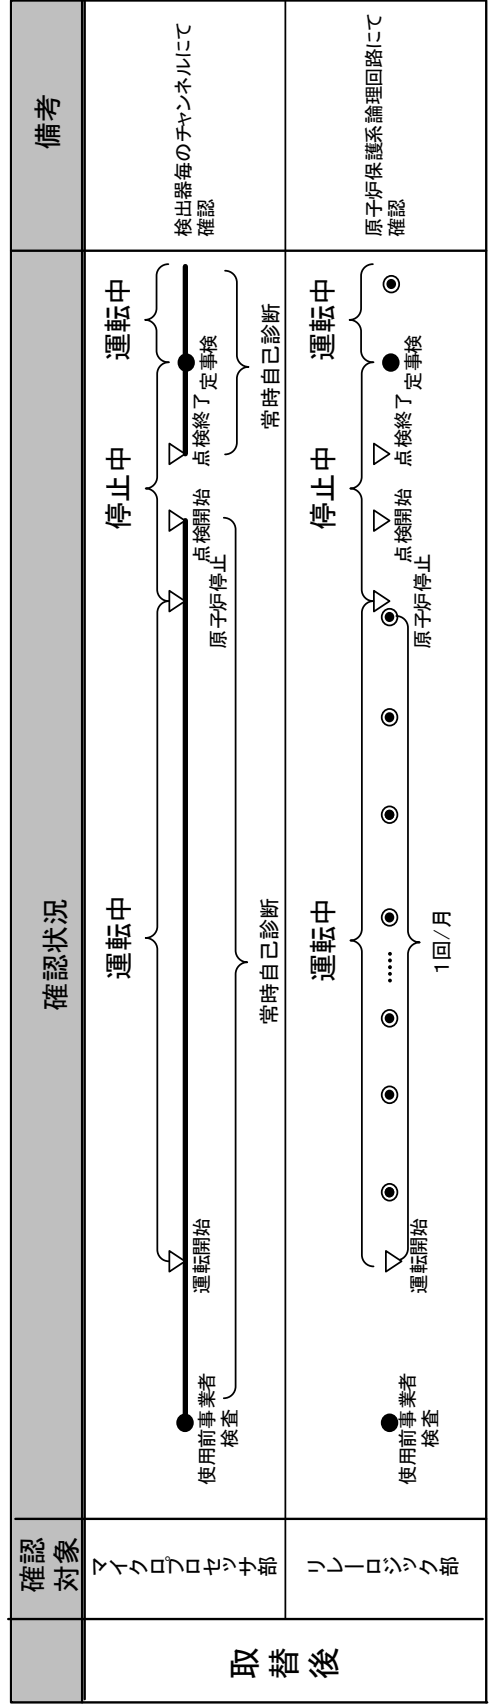 確認
対象
確認状況
備考
取替後
マイクロプロセッサ部
運転中
停止中
運転中
使用前事業者
検査
運転開始
原子炉停止
点検開始
点検終了
定事検
常時自己診断
常時自己診断
検出器毎のチャンネルにて
確認
リレーロジック部
運転中
停止中
運転中
使用前事業者
検査
運転開始
……
原子炉停止
点検開始
点検終了
定事検
1回/月
原子炉保護系論理回路にて
確認